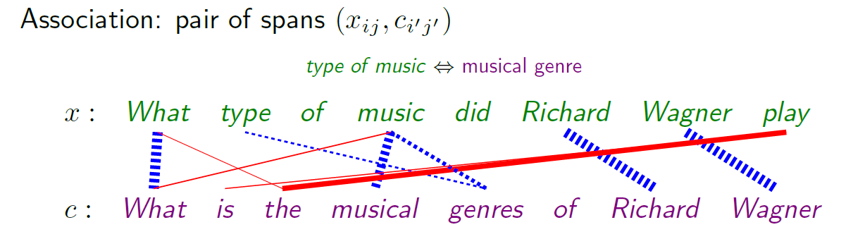 Association: pair of spans (x_{ij}, c_{i'j'})
type of music ⇔ musical genre
x : What type of music did Richard Wagner play
c : What is the musical genres of Richard Wagner